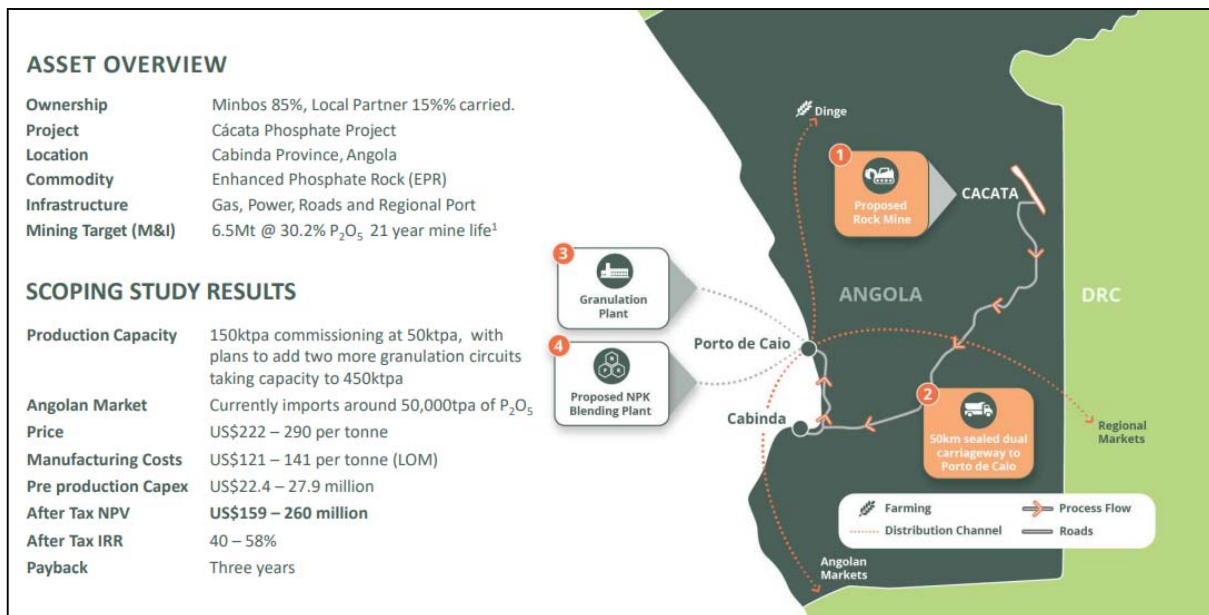 ASSET OVERVIEW
Ownership Minbos 85%, Local Partner 15%% carried.
Project Cácata Phosphate Project
Location Cabinda Province, Angola
Commodity Enhanced Phosphate Rock (EPR)
Infrastructure Gas, Power, Roads and Regional Port
Mining Target (M&I) 6.5Mt @ 30.2% P₂O₅ 21 year mine life¹
SCOPING STUDY RESULTS
Production Capacity 150ktpa commissioning at 50ktpa, with
plans to add two more granulation circuits
taking capacity to 450ktpa
Angolan Market Currently imports around 50,000tpa of P₂O₅
Price US$222 – 290 per tonne
Manufacturing Costs US$121 – 141 per tonne (LOM)
Pre production Capex US$22.4 – 27.9 million
After Tax NPV US$159 – 260 million
After Tax IRR 40 – 58%
Payback Three years
Dinge
1
Proposed
Rock Mine
CACATA
3
Granulation
Plant
ANGOLA
DRC
Porto de Caio
4
Proposed NPK
Blending Plant
Cabinda
2
50km sealed dual
carriageway to
Porto de Caio
Regional
Markets
Farming
Process Flow
Distribution Channel
Roads
Angolan
Markets